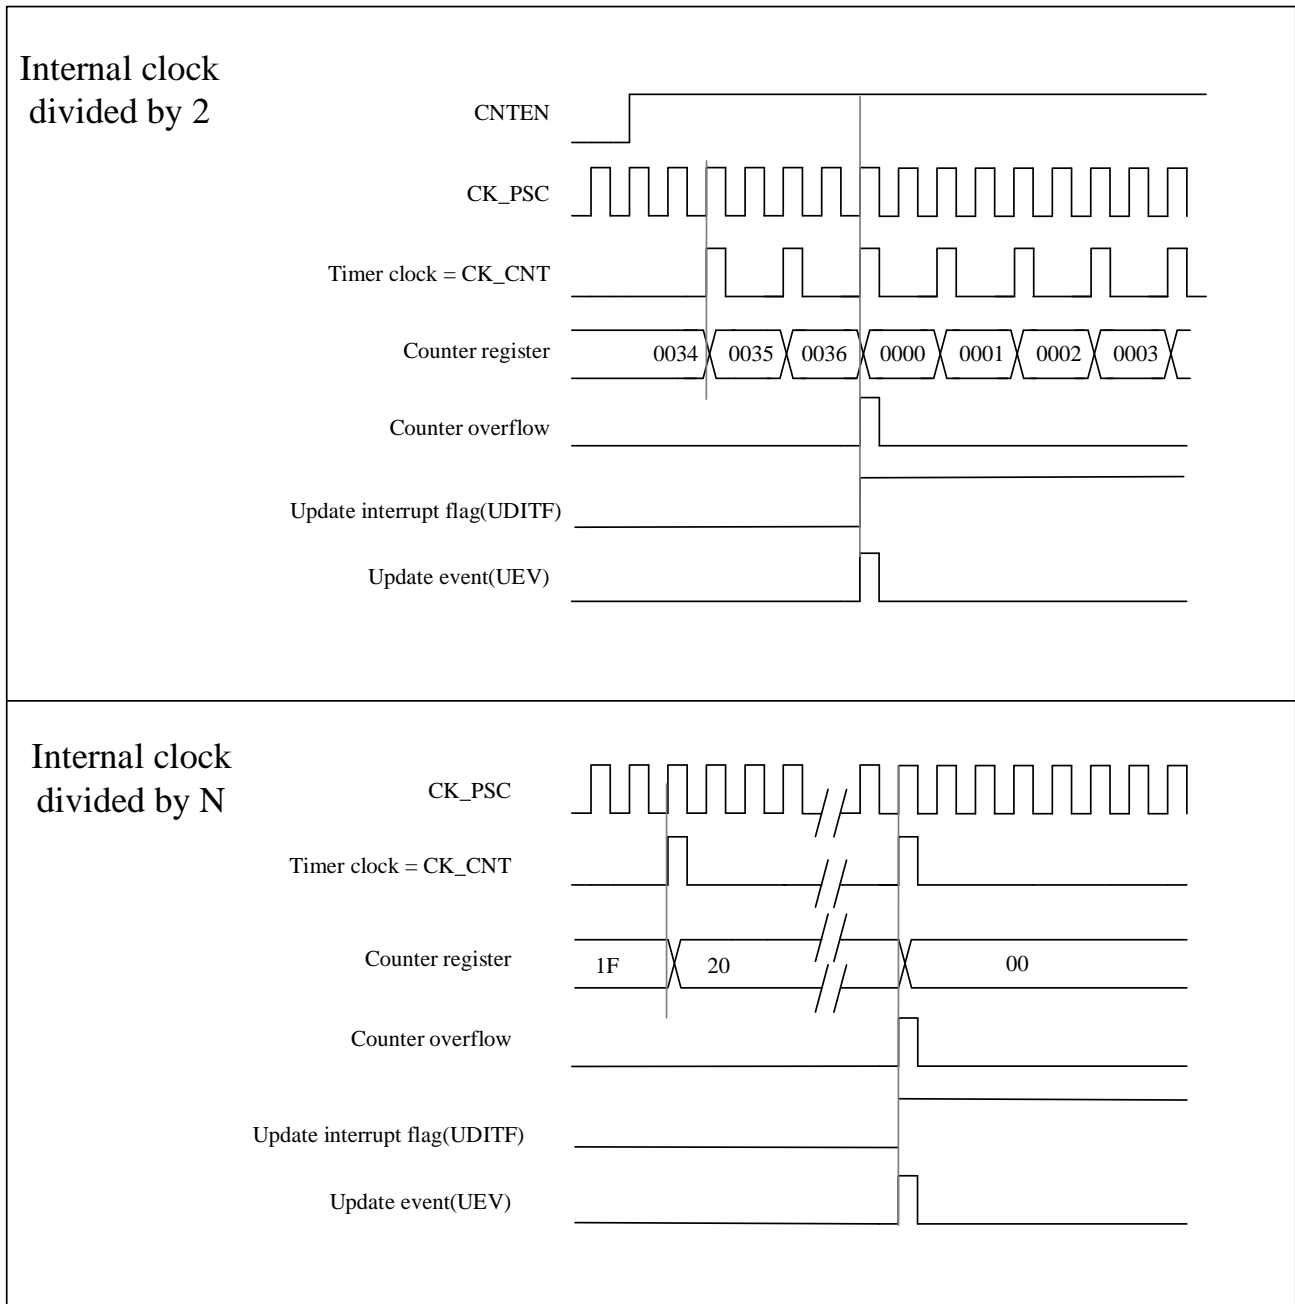 Internal clock
divided by 2
CNTEN
CK_PSC
Timer clock = CK_CNT
Counter register
0034 0035 0036 0000 0001 0002 0003
Counter overflow
Update interrupt flag(UDITF)
Update event(UEV)
Internal clock
divided by N
CK_PSC
Timer clock = CK_CNT
Counter register
1F 20 00
Counter overflow
Update interrupt flag(UDITF)
Update event(UEV)